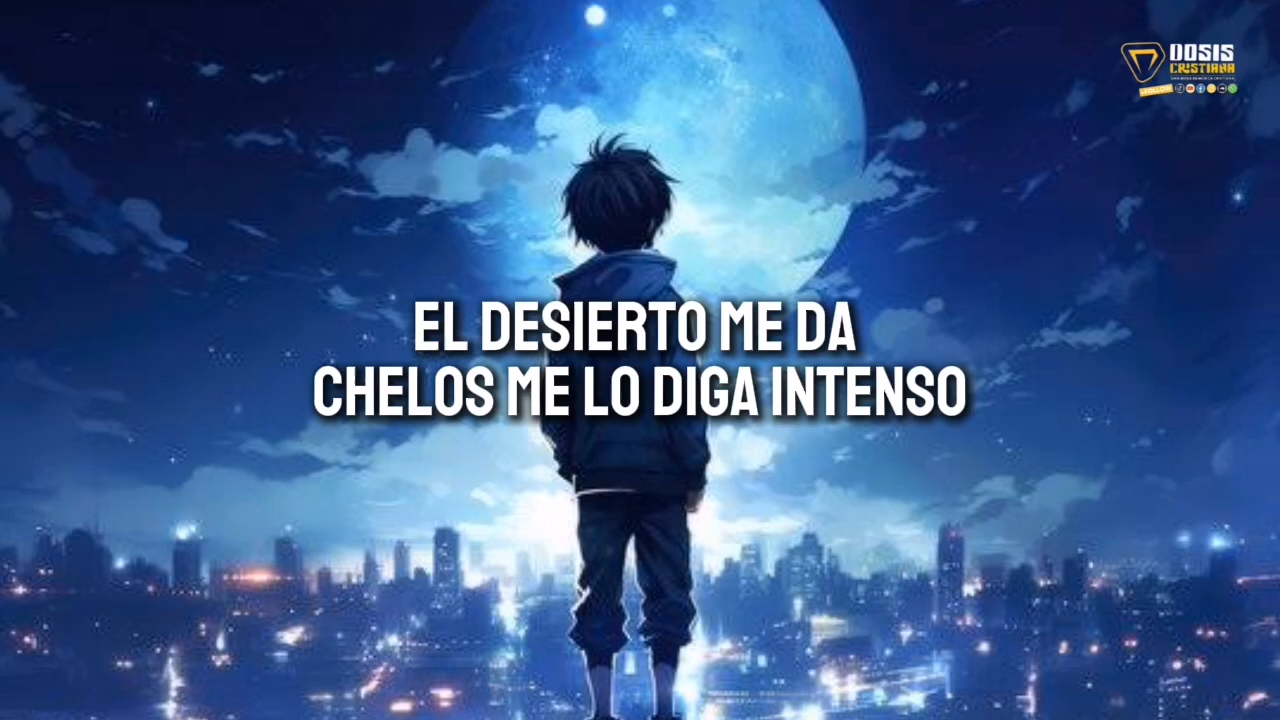 DOSIS
CRISTIANA
EL DESIERTO ME DA
CHELOS ME LO DIGA INTENSO